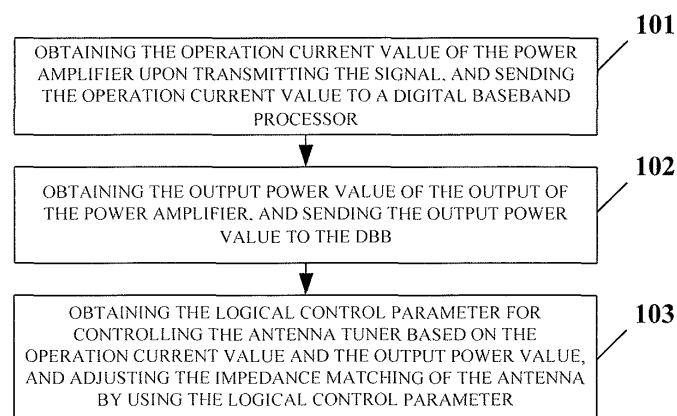 101
OBTAINING THE OPERATION CURRENT VALUE OF THE POWER
AMPLIFIER UPON TRANSMITTING THE SIGNAL, AND SENDING
THE OPERATION CURRENT VALUE TO A DIGITAL BASEBAND
PROCESSOR
102
OBTAINING THE OUTPUT POWER VALUE OF THE OUTPUT OF
THE POWER AMPLIFIER, AND SENDING THE OUTPUT POWER
VALUE TO THE DBB
103
OBTAINING THE LOGICAL CONTROL PARAMETER FOR
CONTROLLING THE ANTENNA TUNER BASED ON THE
OPERATION CURRENT VALUE AND THE OUTPUT POWER VALUE,
AND ADJUSTING THE IMPEDANCE MATCHING OF THE ANTENNA
BY USING THE LOGICAL CONTROL PARAMETER